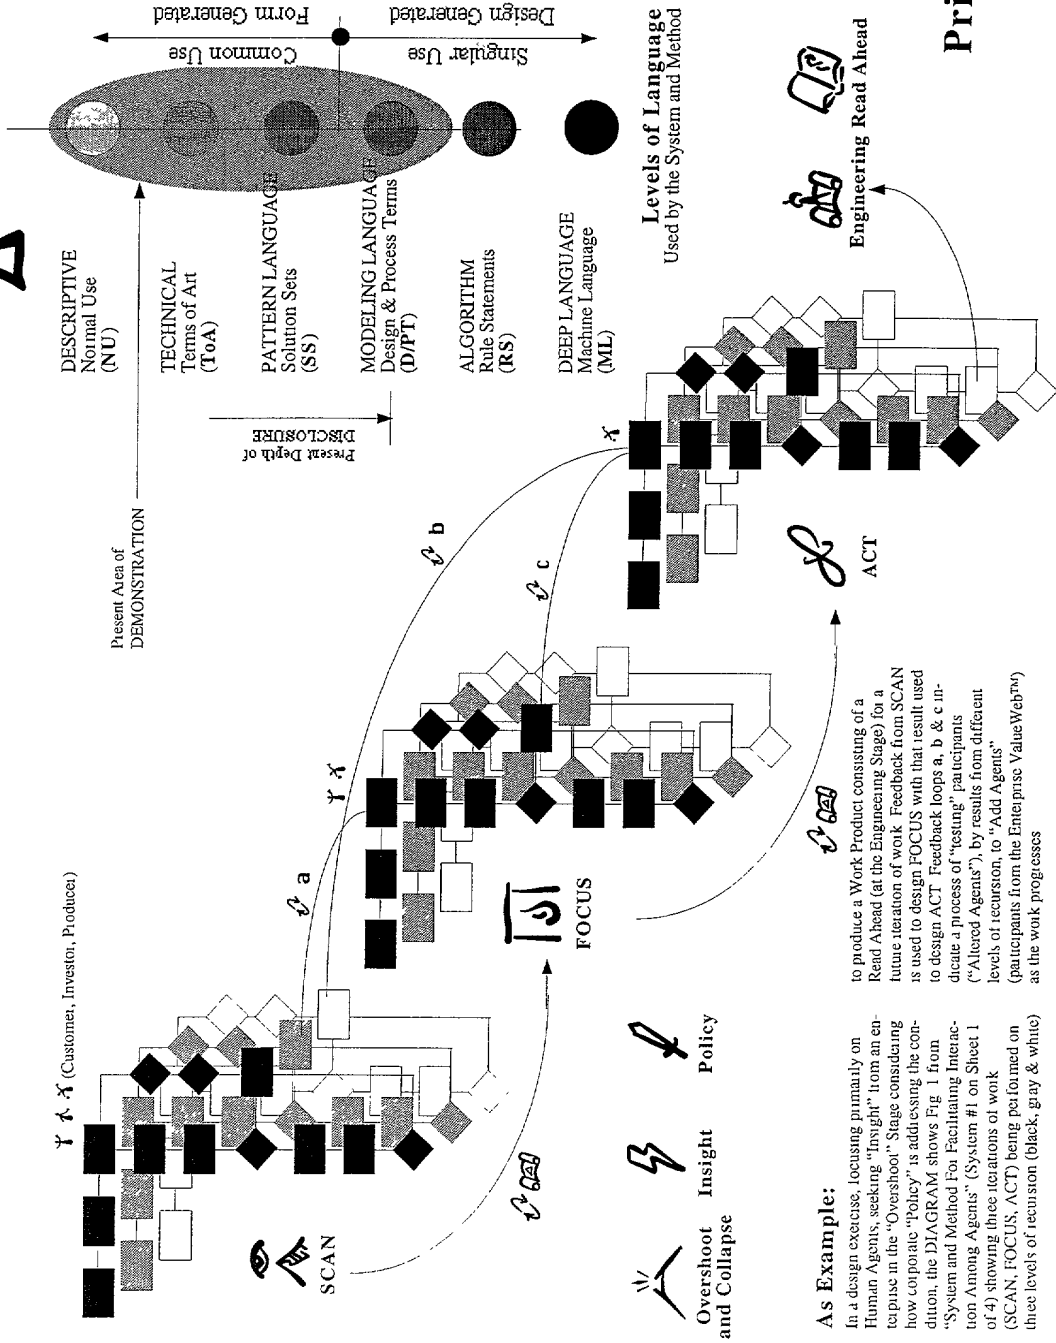 Form Generated
Design Generated
Common Use
Singular Use
DESCRIPTIVE
Normal Use
(NU)
TECHNICAL
Terms of Art
(ToA)
PATTERN LANGUAGE
Solution Sets
(SS)
MODELING LANGUAGE
Design & Process Terms
(D/PT)
ALGORITHM
Rule Statements
(RS)
DEEP LANGUAGE
Machine Language
(ML)
Levels of Language
Used by the System and Method
Present Depth of
DISCLOSURE
Present Area of
DEMONSTRATION
Pri
Engineering Read Ahead
(Customer, Investor, Producer)
a
b
c
SCAN
FOCUS
ACT
Overshoot
and Collapse
Insight
Policy
As Example:
In a design exercise, focusing primarily on
Human Agents, seeking "Insight" from an en-
terprise in the "Overshoot" Stage considering
how corporate "Policy" is addressing the con-
dition, the DIAGRAM shows Fig 1 from
"System and Method For Facilitating Interac-
tion Among Agents" (System #1 on Sheet 1
of 4) showing three iterations of work
(SCAN, FOCUS, ACT) being performed on
three levels of recursion (black, gray & white)
to produce a Work Product consisting of a
Read Ahead (at the Engineering Stage) for a
future iteration of work Feedback from SCAN
is used to design FOCUS with that result used
to design ACT Feedback loops a, b & c in-
dicate a process of "testing" participants
("Altered Agents"), by results from different
levels of recursion, to "Add Agents"
(participants from the Enterprise ValueWeb™)
as the work progresses